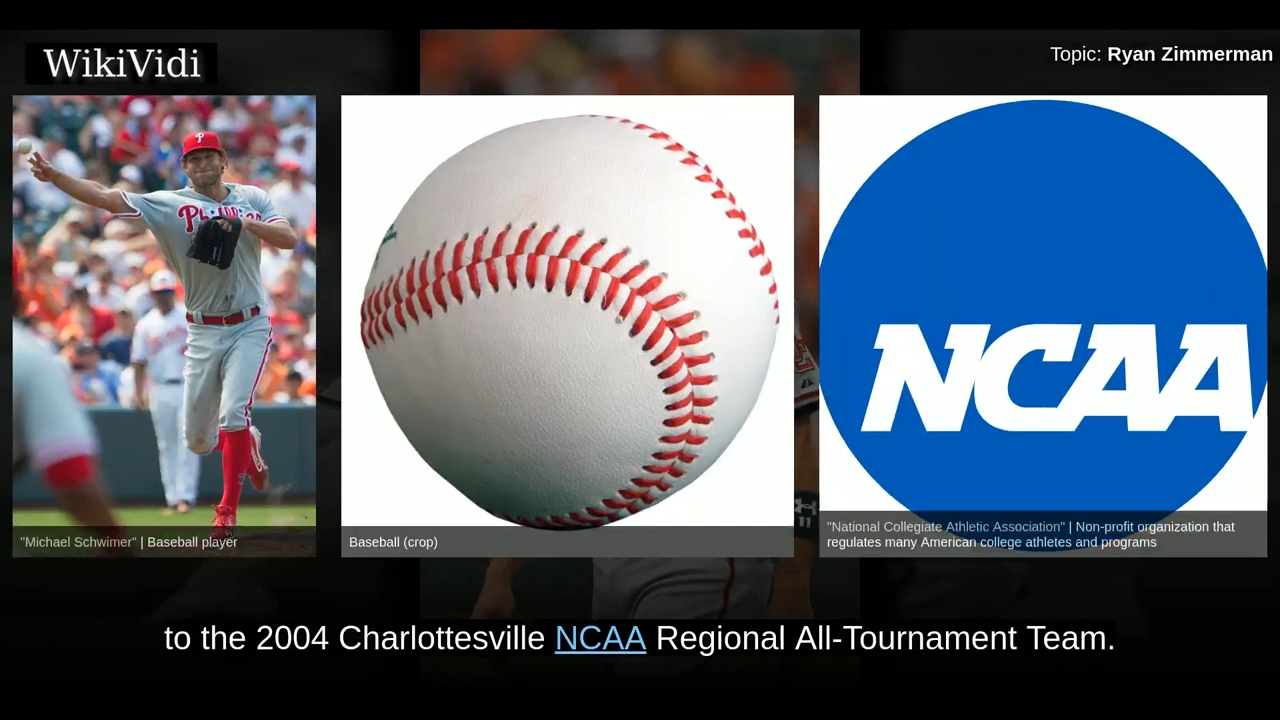 WikiVidi
Topic: Ryan Zimmerman
Phillies
NCAA
"Michael Schwimer" | Baseball player
Baseball (crop)
"National Collegiate Athletic Association" | Non-profit organization that
regulates many American college athletes and programs
to the 2004 Charlottesville NCAA Regional All-Tournament Team.